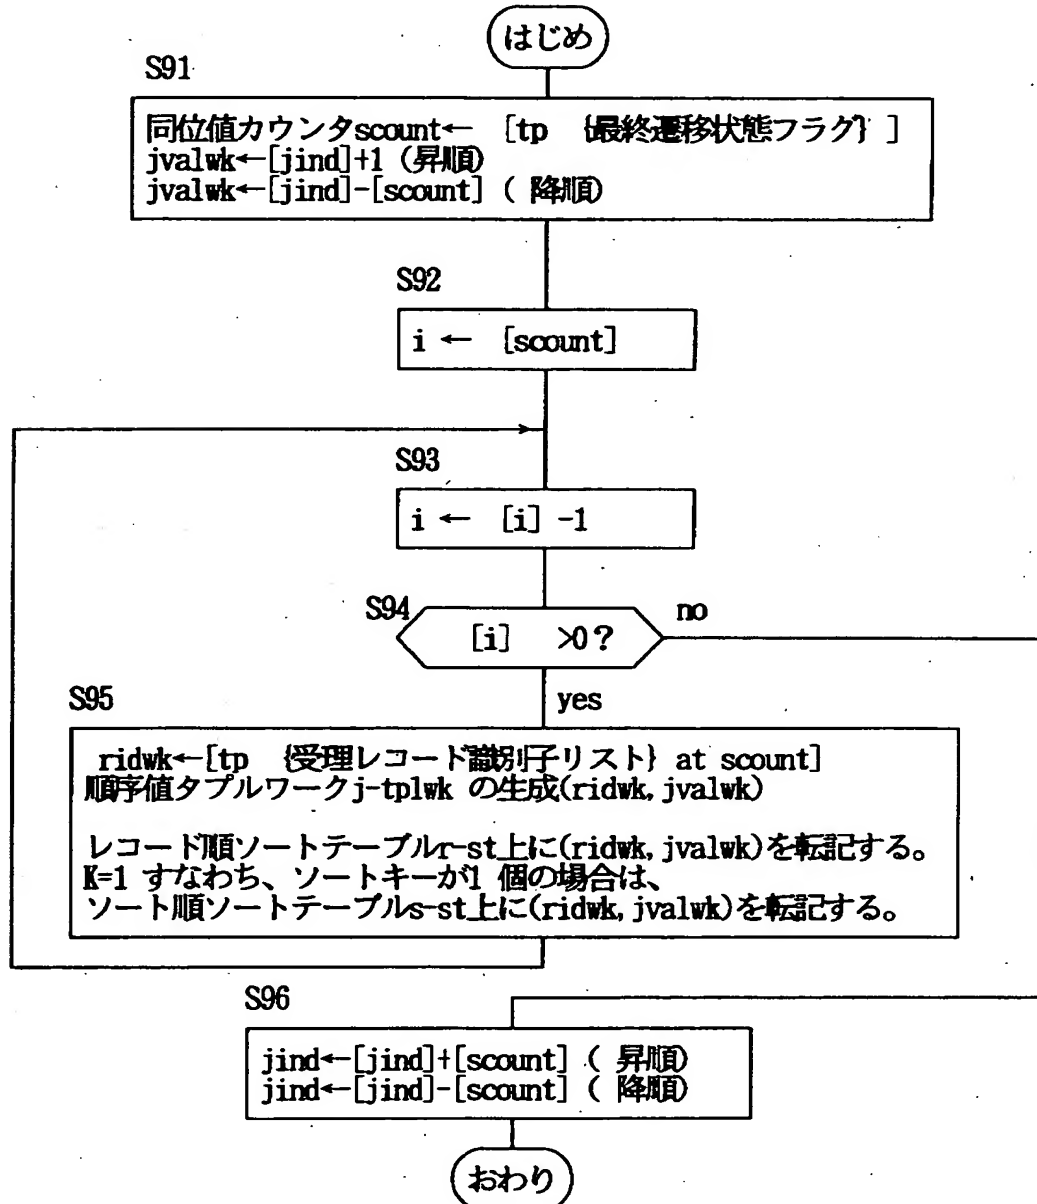 はじめ
S91
同位値カウンタscount← [tp {最終遷移状態フラグ} ]
jvalwk←[jind]+1 (昇順)
jvalwk←[jind]-[scount] ( 降順)
S92
i ← [scount]
S93
i ← [i] -1
S94
[i] >0?
no
yes
S95
ridwk←[tp {受理レコード識別子リスト} at scount]
順序値タプルワークj-tplwk の生成(ridwk,jvalwk)
レコード順ソートテーブルr-st上に(ridwk,jvalwk)を転記する。
K=1 すなわち、ソートキーが1 個の場合は、
ソート順ソートテーブルs-st上に(ridwk,jvalwk)を転記する。
S96
jind←[jind]+[scount] ( 昇順)
jind←[jind]-[scount] ( 降順)
おわり